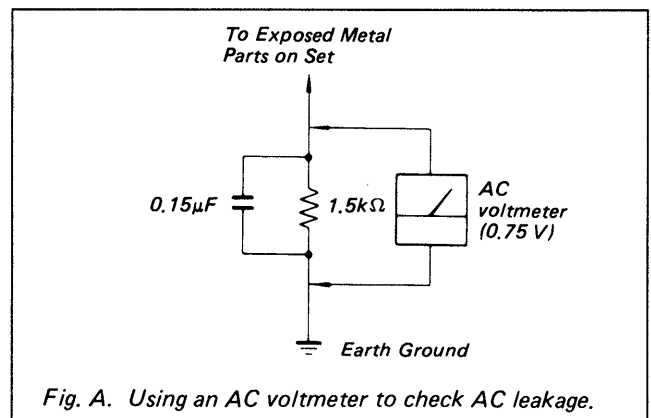 To Exposed Metal
Parts on Set
0.15μF
1.5kΩ
AC
voltmeter
(0.75 V)
Earth Ground
Fig. A. Using an AC voltmeter to check AC leakage.